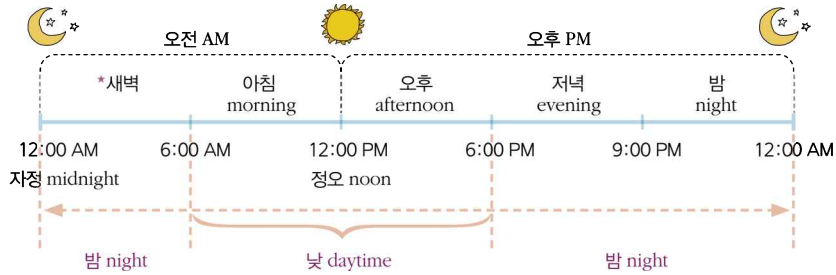 오전 AM
오후 PM
*새벽
아침
morning
오후
afternoon
저녁
evening
밤
night
12:00 AM
6:00 AM
12:00 PM
6:00 PM
9:00 PM
12:00 AM
자정 midnight
정오 noon
밤 night
낮 daytime
밤 night